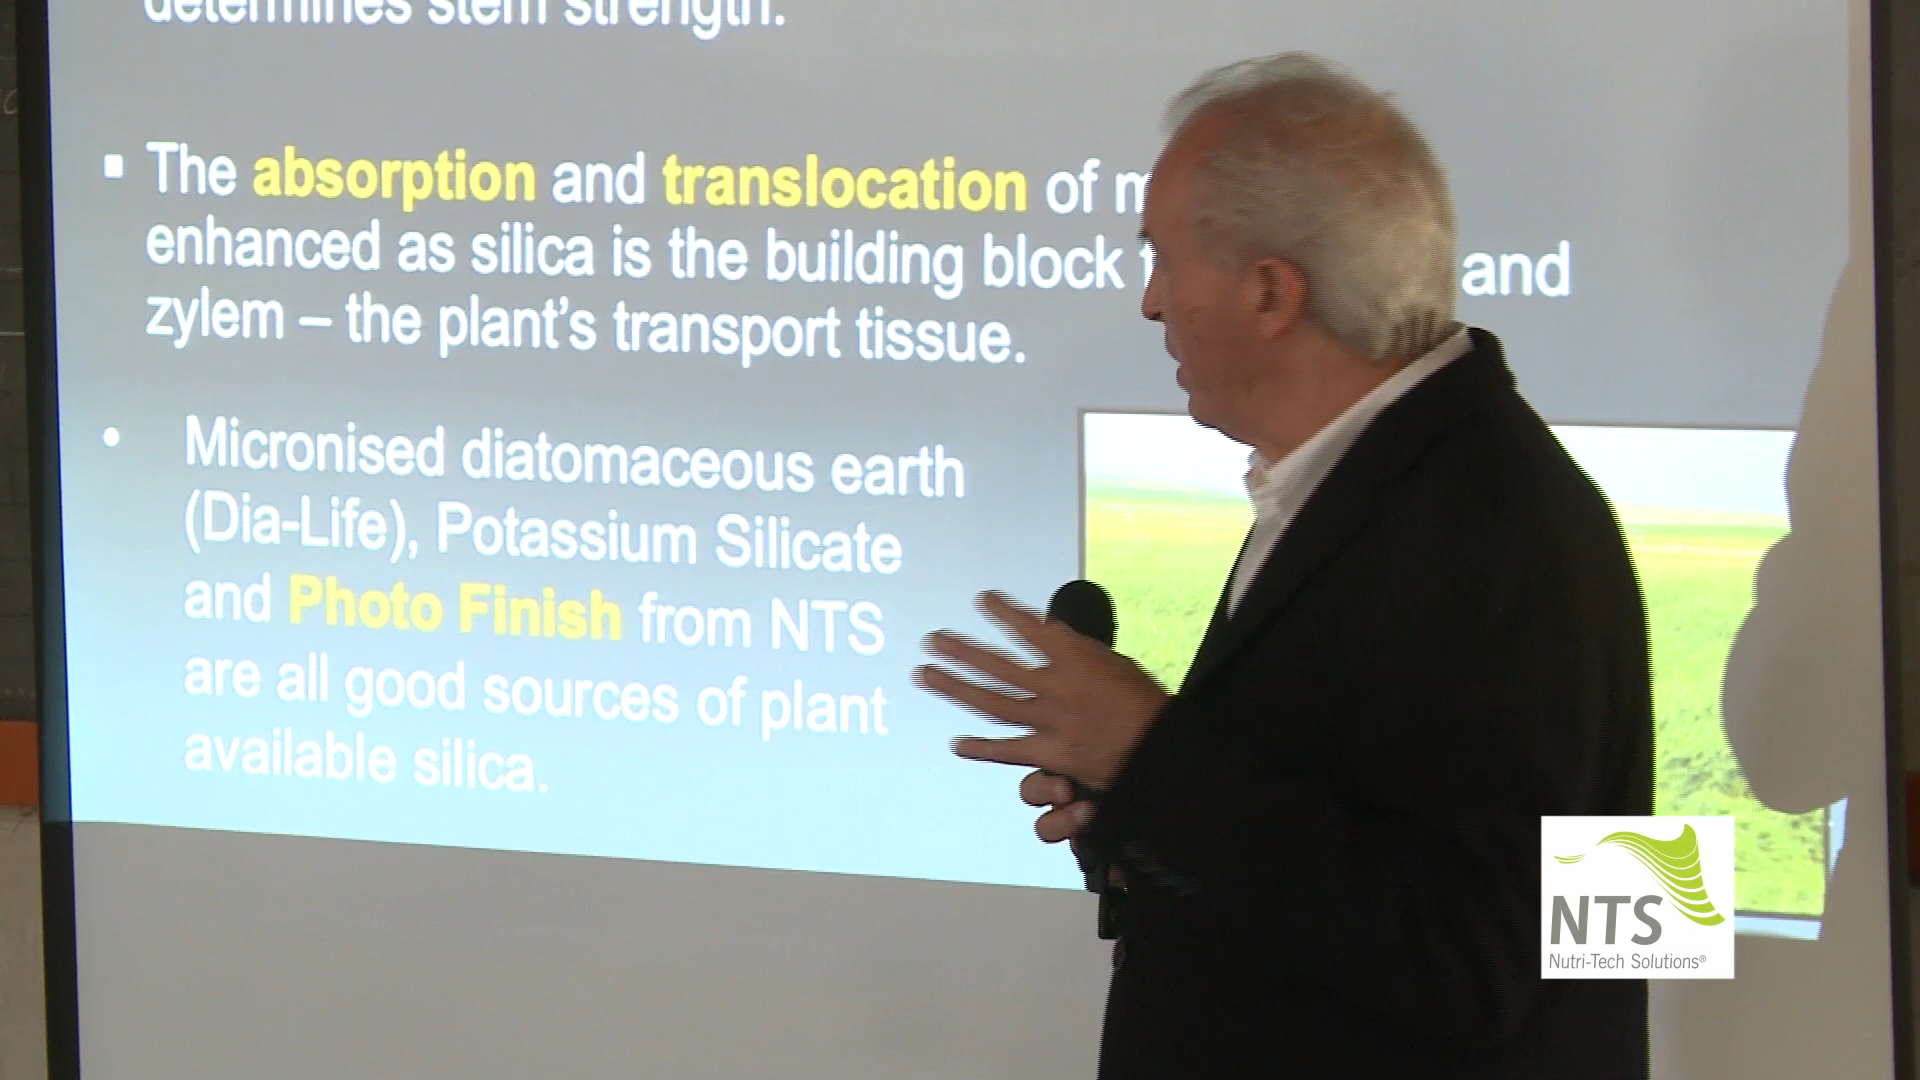 determines stem strength.
▪ The absorption and translocation of
enhanced as silica is the building block and
zylem – the plant's transport tissue.
• Micronised diatomaceous earth
(Dia-Life), Potassium Silicate
and Photo Finish from NTS
are all good sources of plant
available silica.
NTS
Nutri-Tech Solutions®